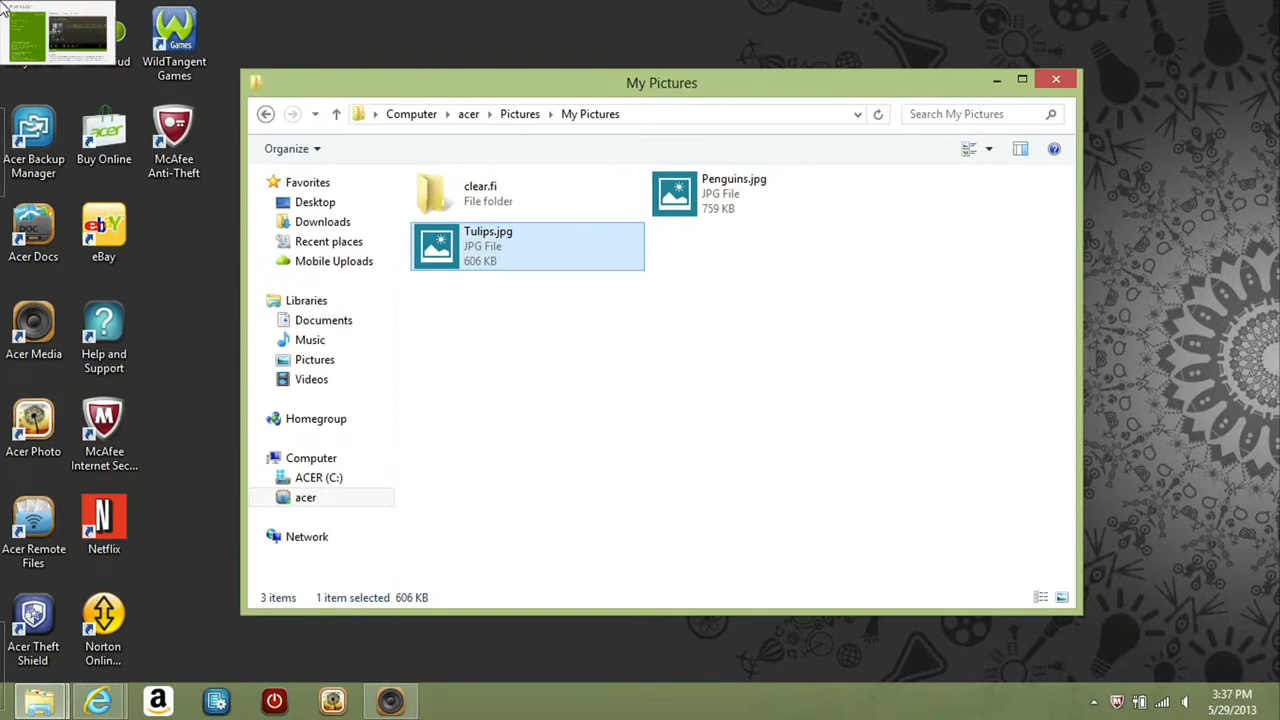 ud
WildTangent
Games
Acer Backup
Manager
Buy Online
McAfee
Anti-Theft
Acer Docs
eBay
Acer Media
Help and
Support
Acer Photo
McAfee
Internet Sec...
Acer Remote
Files
Netflix
Acer Theft
Shield
Norton
Onlin...
My Pictures
Computer
acer
Pictures
My Pictures
Search My Pictures
Organize
Favorites
Desktop
Downloads
Recent places
Mobile Uploads
Libraries
Documents
Music
Pictures
Videos
Homegroup
Computer
ACER (C:)
acer
Network
clear.fi
File folder
Penguins.jpg
JPG File
759 KB
Tulips.jpg
JPG File
606 KB
3 items 1 item selected 606 KB
3:37 PM
5/29/2013